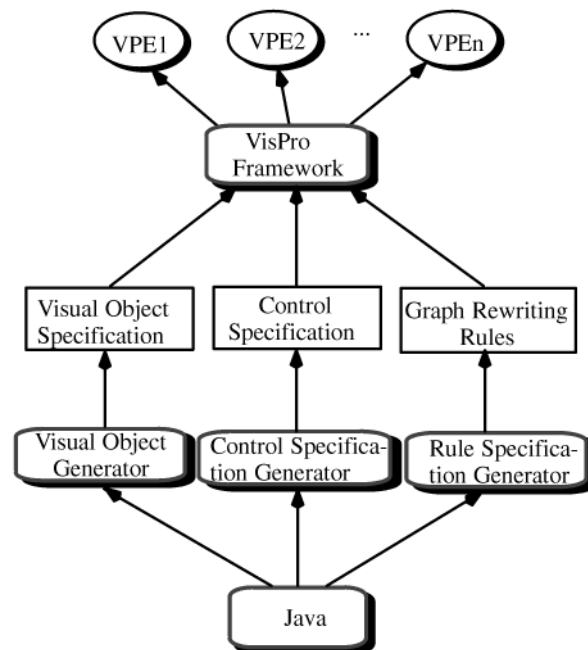 VPE1
VPE2
...
VPEn
VisPro
Framework
Visual Object
Specification
Control
Specification
Graph Rewriting
Rules
Visual Object
Generator
Control Specifica-
tion Generator
Rule Specifica-
tion Generator
Java